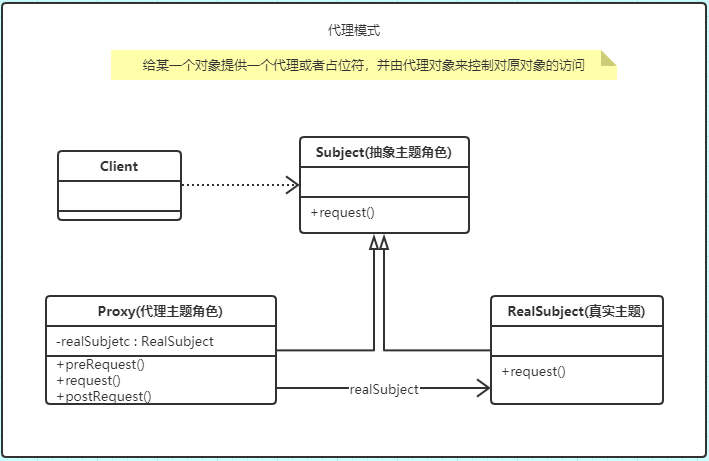 代理模式
给某一个对象提供一个代理或者占位符，并由代理对象来控制对原对象的访问
Client
Subject(抽象主题角色)
+request()
Proxy(代理主题角色)
-realSubjetc : RealSubject
+preRequest()
+request()
+postRequest()
realSubject
RealSubject(真实主题)
+request()